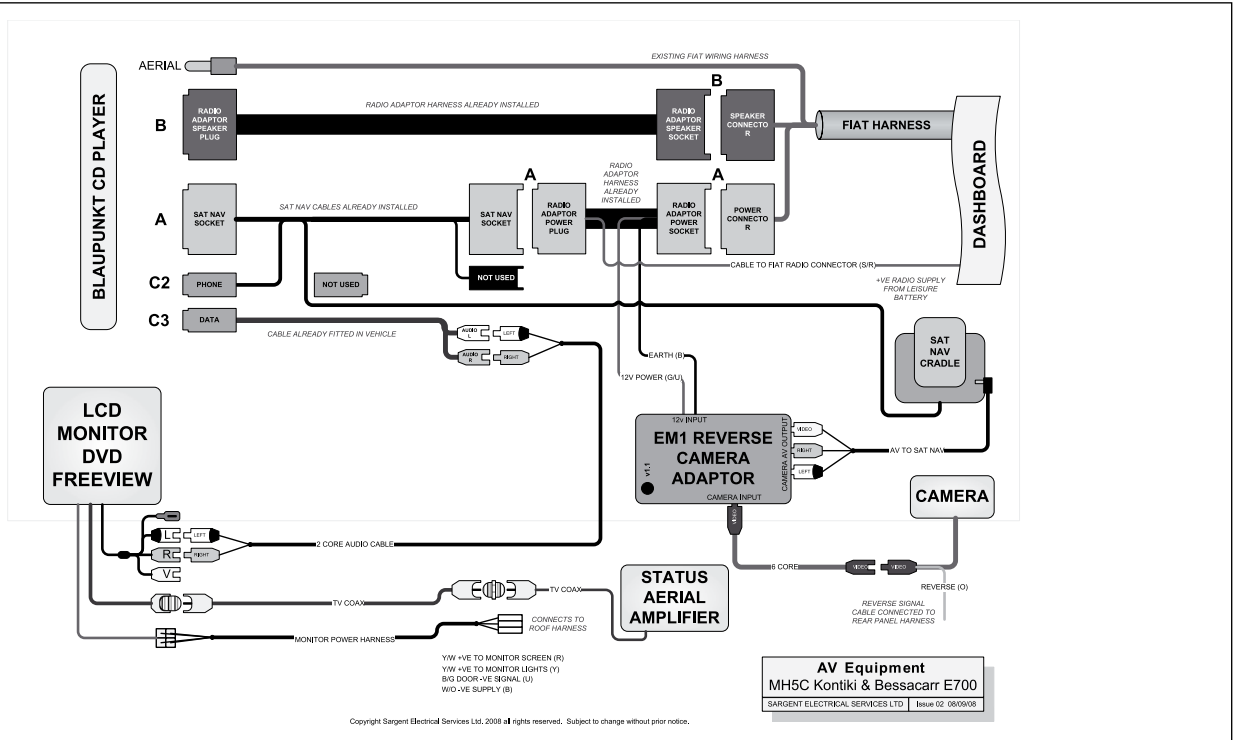 BLAUPUNKT CD PLAYER
AERIAL
EXISTING FIAT WIRING HARNESS
B
RADIO
ADAPTOR
SPEAKER
PLUG
RADIO ADAPTOR HARNESS ALREADY INSTALLED
RADIO
ADAPTOR
SPEAKER
SOCKET
B
SPEAKER
CONNECTO
R
FIAT HARNESS
DASHBOARD
A
SAT NAV
SOCKET
SAT NAV CABLES ALREADY INSTALLED
SAT NAV
SOCKET
A
RADIO
ADAPTOR
POWER
PLUG
RADIO
ADAPTOR
HARNESS
ALREADY
INSTALLED
RADIO
ADAPTOR
POWER
SOCKET
A
POWER
CONNECTO
R
CABLE TO FIAT RADIO CONNECTOR (S/R)
+VE RADIO SUPPLY
FROM LEISURE
BATTERY
C2
PHONE
NOT USED
NOT USED
C3
DATA
CABLE ALREADY FITTED IN VEHICLE
AUDIO
L
LEFT
AUDIO
R
RIGHT
EARTH (B)
12V POWER (G/U)
SAT
NAV
CRADLE
LCD
MONITOR
DVD
FREEVIEW
12v INPUT
EM1 REVERSE
CAMERA
ADAPTOR
v1.1
CAMERA AV OUTPUT
CAMERA INPUT
VIDEO
RIGHT
LEFT
AV TO SAT NAV
CAMERA
VIDEO
6 CORE
VIDEO
VIDEO
REVERSE (O)
REVERSE SIGNAL
CABLE CONNECTED TO
REAR PANEL HARNESS
L
LEFT
R
RIGHT
V
2 CORE AUDIO CABLE
TV COAX
TV COAX
STATUS
AERIAL
AMPLIFIER
MONITOR POWER HARNESS
CONNECTS TO
ROOF HARNESS
Y/W +VE TO MONITOR SCREEN (R)
Y/W +VE TO MONITOR LIGHTS (Y)
B/G DOOR -VE SIGNAL (U)
W/O -VE SUPPLY (B)
AV Equipment
MH5C Kontiki & Bessacarr E700
SARGENT ELECTRICAL SERVICES LTD
Issue 02 08/09/08
Copyright Sargent Electrical Services Ltd. 2008 all rights reserved. Subject to change without prior notice.